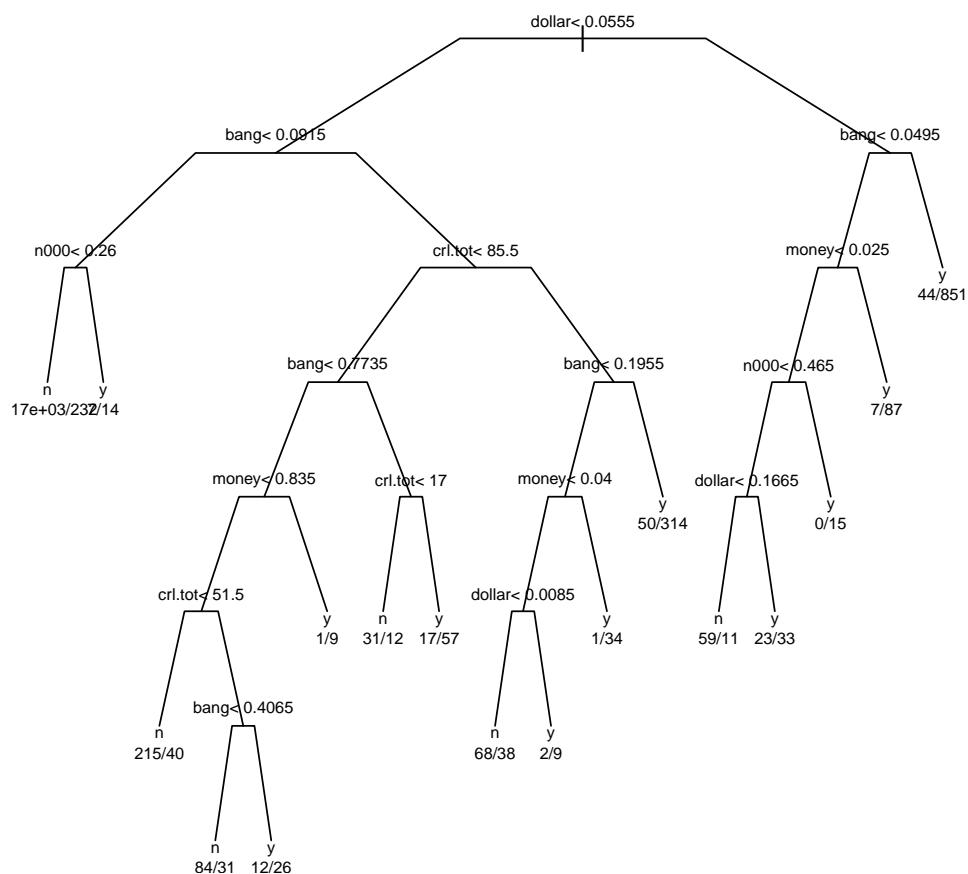 dollar< 0.0555
bang< 0.0915
bang< 0.0495
n000< 0.26
crl.tot< 85.5
money< 0.025
y
44/851
bang< 0.7735
bang< 0.1955
n000< 0.465
n
y
y
7/87
money< 0.835
crl.tot< 17
money< 0.04
y
50/314
dollar< 0.1665
y
0/15
crl.tot< 51.5
y
1/9
n
31/12
y
17/57
dollar< 0.0085
y
1/34
n
59/11
y
23/33
n
215/40
bang< 0.4065
n
68/38
y
2/9
n
84/31
y
12/26